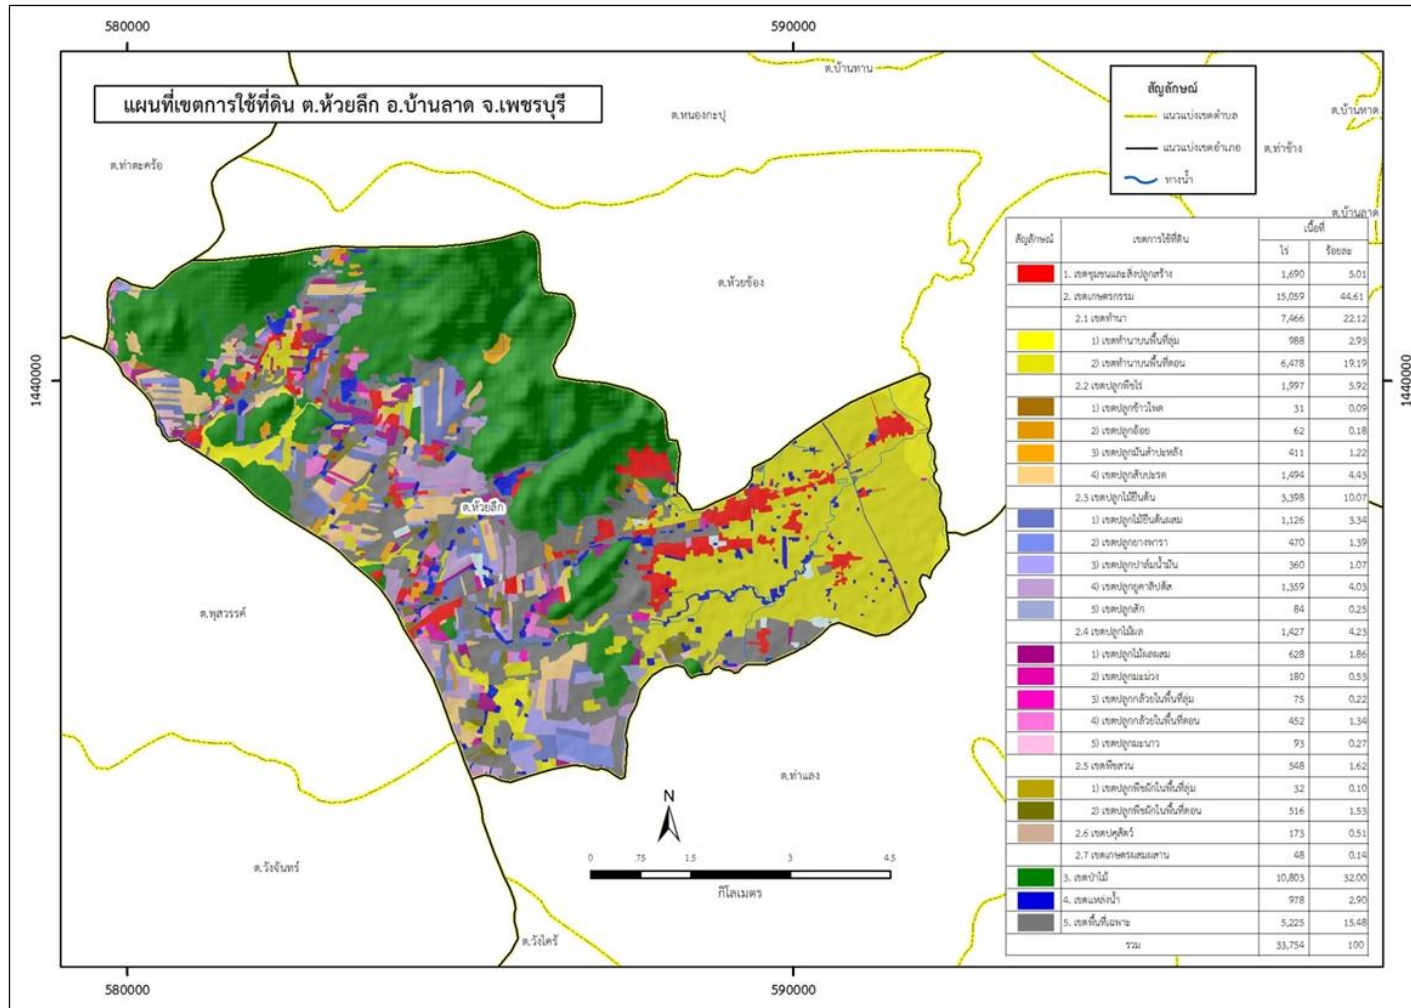 580000
590000
แผนที่เขตการใช้ที่ดิน ต.ห้วยลึก อ.บ้านลาด จ.เพชรบุรี
ต.บ้านทาน
ต.หนองกะปุ
ต.ท่าตะคร้อ
สัญลักษณ์
แนวแบ่งเขตตำบล
แนวแบ่งเขตอำเภอ
ทางน้ำ
ต.บ้านหาด
ต.ท่าช้าง
ต.บ้านลาด
ต.ห้วยข้อง
1440000
1440000
ต.ห้วยลึก
ต.พุสวรรค์
ต.ท่าแลง
ต.วังจันทร์
ต.วังไคร้
N
0 .75 1.5 3 4.5
กิโลเมตร
สัญลักษณ์ เขตการใช้ที่ดิน เนื้อที่
ไร่ ร้อยละ
1. เขตชุมชนและสิ่งปลูกสร้าง 1,690 5.01
2. เขตเกษตรกรรม 15,059 44.61
2.1 เขตทำนา 7,466 22.12
1) เขตทำนาบนพื้นที่ลุ่ม 988 2.93
2) เขตทำนาบนพื้นที่ดอน 6,478 19.19
2.2 เขตปลูกพืชไร่ 1,997 5.92
1) เขตปลูกข้าวโพด 31 0.09
2) เขตปลูกอ้อย 62 0.18
3) เขตปลูกมันสำปะหลัง 411 1.22
4) เขตปลูกสับปะรด 1,494 4.43
2.3 เขตปลูกไม้ยืนต้น 3,398 10.07
1) เขตปลูกไม้ยืนต้นผสม 1,126 3.34
2) เขตปลูกยางพารา 470 1.39
3) เขตปลูกปาล์มน้ำมัน 360 1.07
4) เขตปลูกยูคาลิปตัส 1,359 4.03
5) เขตปลูกสัก 84 0.25
2.4 เขตปลูกไม้ผล 1,427 4.23
1) เขตปลูกไม้ผลผสม 628 1.86
2) เขตปลูกมะม่วง 180 0.53
3) เขตปลูกกล้วยในพื้นที่ลุ่ม 75 0.22
4) เขตปลูกกล้วยในพื้นที่ดอน 452 1.34
5) เขตปลูกมะนาว 93 0.27
2.5 เขตพืชสวน 548 1.62
1) เขตปลูกพืชผักในพื้นที่ลุ่ม 32 0.10
2) เขตปลูกพืชผักในพื้นที่ดอน 516 1.53
2.6 เขตปศุสัตว์ 173 0.51
2.7 เขตเกษตรผสมผสาน 48 0.14
3. เขตป่าไม้ 10,803 32.00
4. เขตแหล่งน้ำ 978 2.90
5. เขตพื้นที่เฉพาะ 5,225 15.48
รวม 33,754 100
580000
590000